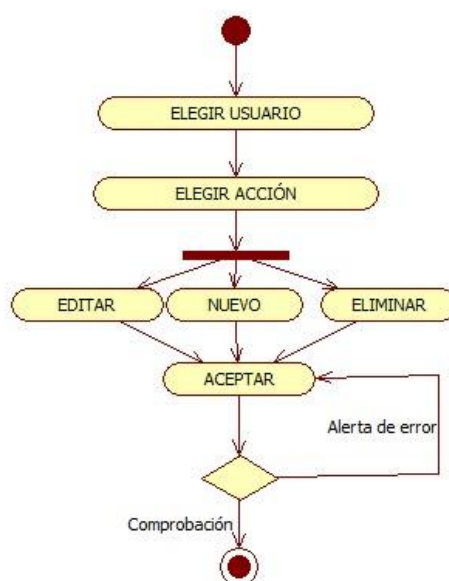 ELEGIR USUARIO
ELEGIR ACCIÓN
EDITAR
NUEVO
ELIMINAR
ACEPTAR
Alerta de error
Comprobación